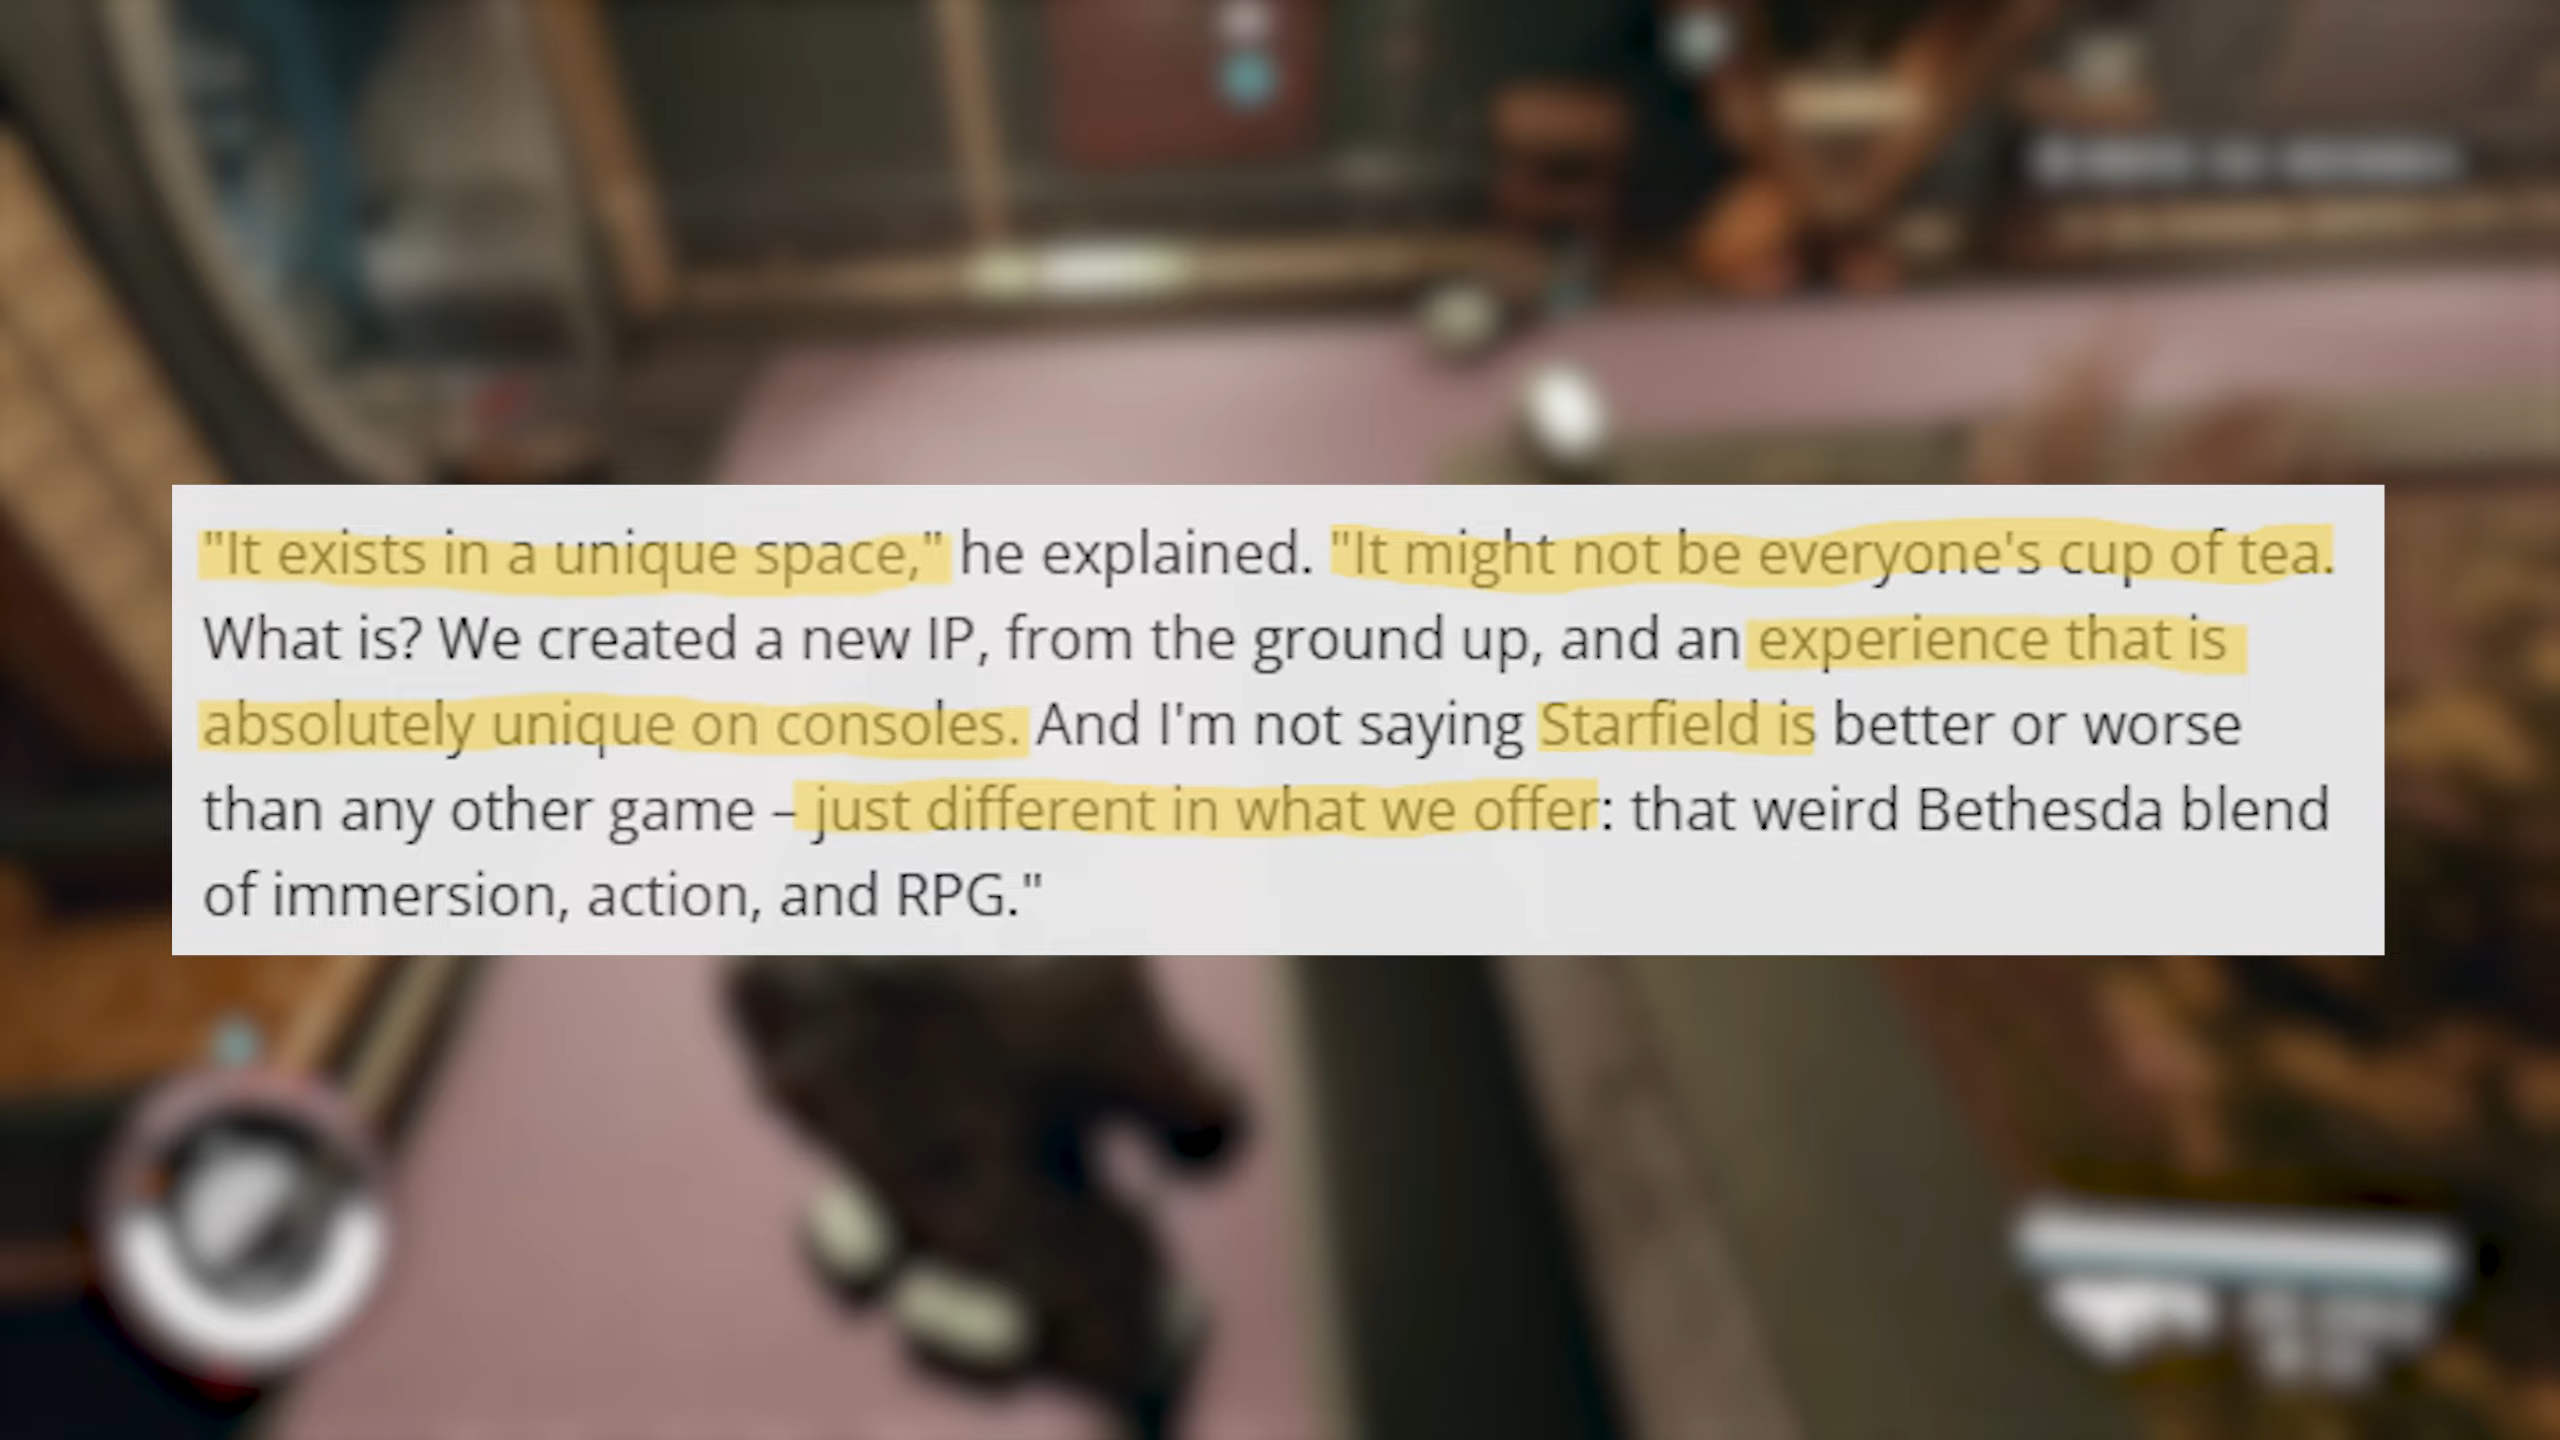 "It exists in a unique space," he explained. "It might not be everyone's cup of tea.
What is? We created a new IP, from the ground up, and an experience that is
absolutely unique on consoles. And I'm not saying Starfield is better or worse
than any other game – just different in what we offer: that weird Bethesda blend
of immersion, action, and RPG."